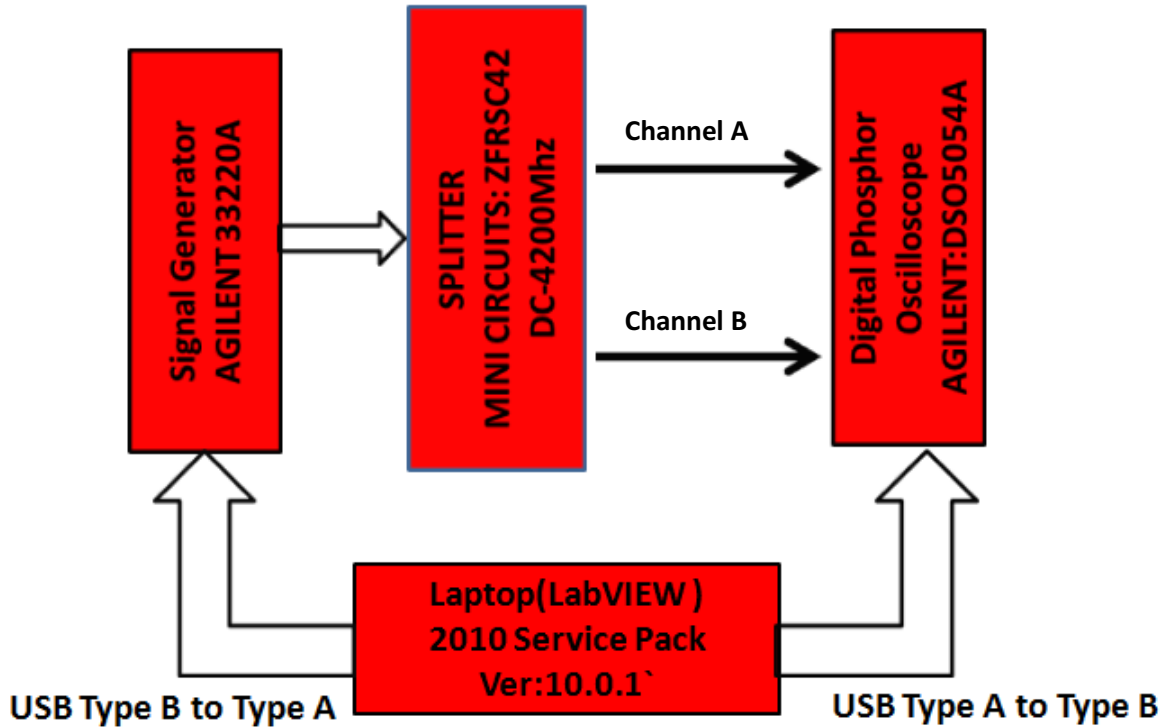 Signal Generator
AGILENT 33220A
SPLITTER
MINI CIRCUITS: ZFRSC42
DC-4200Mhz
Channel A
Channel B
Digital Phosphor
Oscilloscope
AGILENT:DSO5054A
Laptop(LabVIEW )
2010 Service Pack
Ver:10.0.1`
USB Type B to Type A
USB Type A to Type B